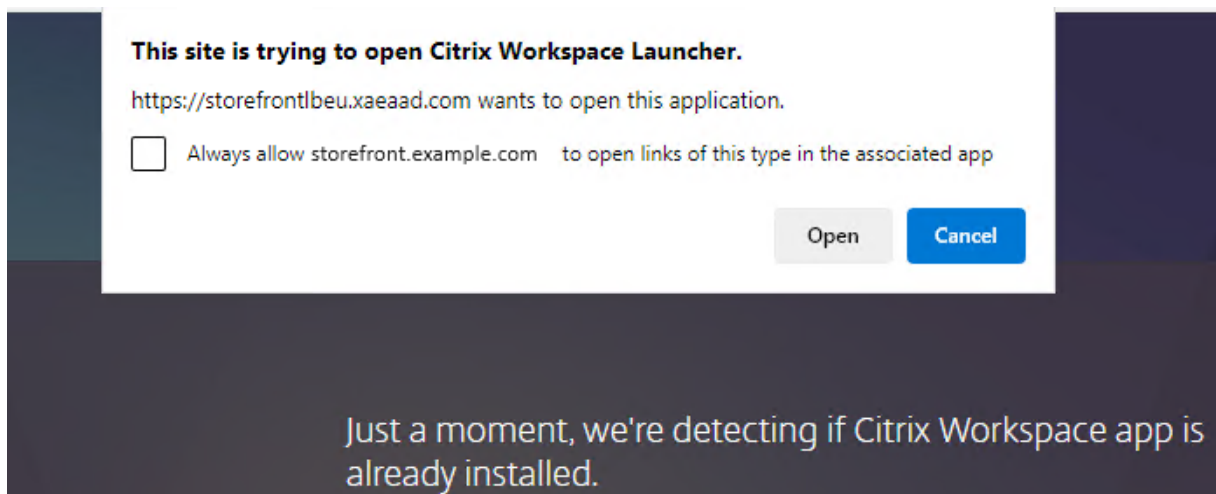 This site is trying to open Citrix Workspace Launcher.
https://storefrontlbeu.xaeaad.com wants to open this application.
Always allow storefront.example.com to open links of this type in the associated app
Open Cancel
Just a moment, we're detecting if Citrix Workspace app is
already installed.